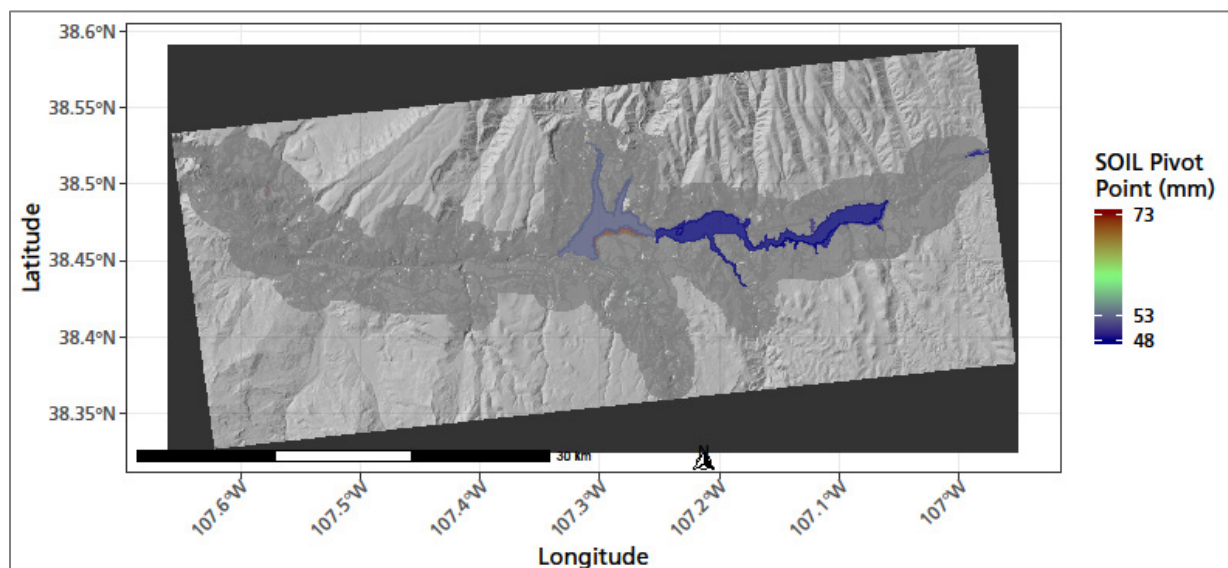 38.6°N
38.55°N
38.5°N
38.45°N
38.4°N
38.35°N
Latitude
30 km
N
107.6°W
107.5°W
107.4°W
107.3°W
107.2°W
107.1°W
107°W
Longitude
SOIL Pivot
Point (mm)
73
53
48